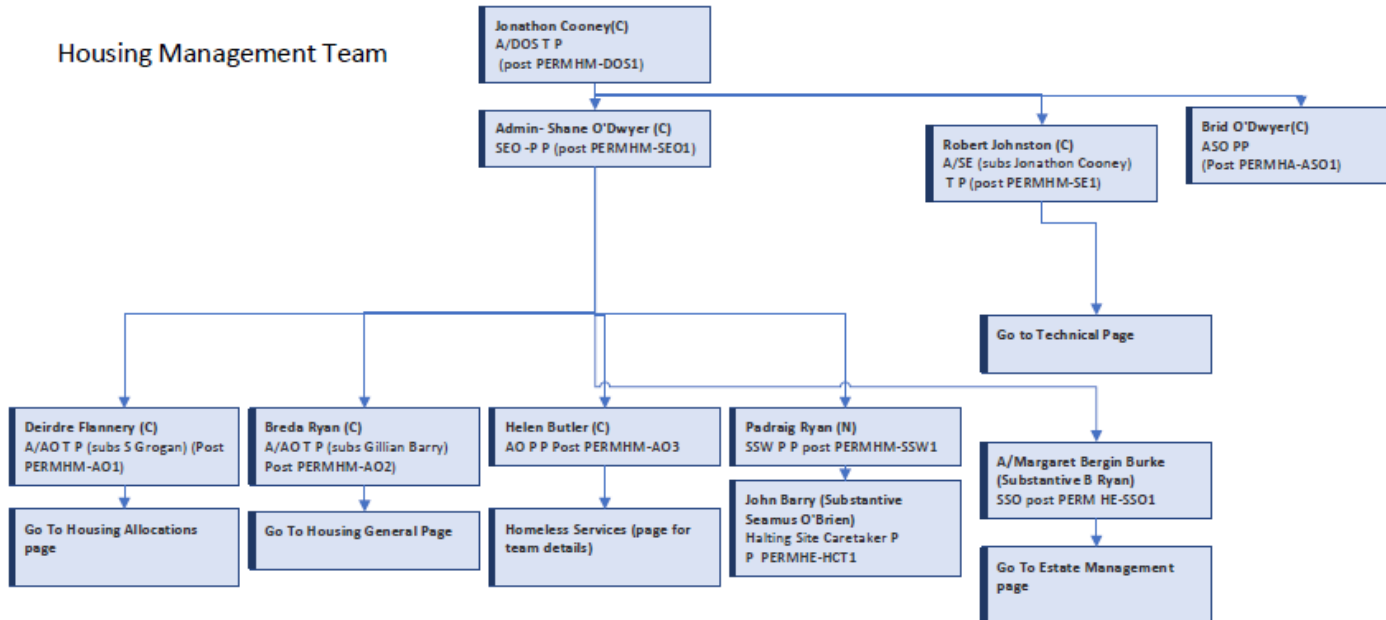 Housing Management Team
Jonathon Cooney(C)
A/DOS T P
(post PERMHM-DOS1)
Admin- Shane O'Dwyer (C)
SEO -P P (post PERMHM-SEO1)
Robert Johnston (C)
A/SE (subs Jonathon Cooney)
T P (post PERMHM-SE1)
Brid O'Dwyer(C)
ASO PP
(Post PERMHA-ASO1)
Go to Technical Page
Deirdre Flannery (C)
A/AO T P (subs S Grogan) (Post
PERMHM-AO1)
Breda Ryan (C)
A/AO T P (subs Gillian Barry)
Post PERMHM-AO2)
Helen Butler (C)
AO P P Post PERMHM-AO3
Padraig Ryan (N)
SSW P P post PERMHM-SSW1
A/Margaret Bergin Burke
(Substantive B Ryan)
SSO post PERM HE-SSO1
Go To Housing Allocations
page
Go To Housing General Page
Homeless Services (page for
team details)
John Barry (Substantive
Seamus O'Brien)
Halting Site Caretaker P
P PERMHE-HCT1
Go To Estate Management
page